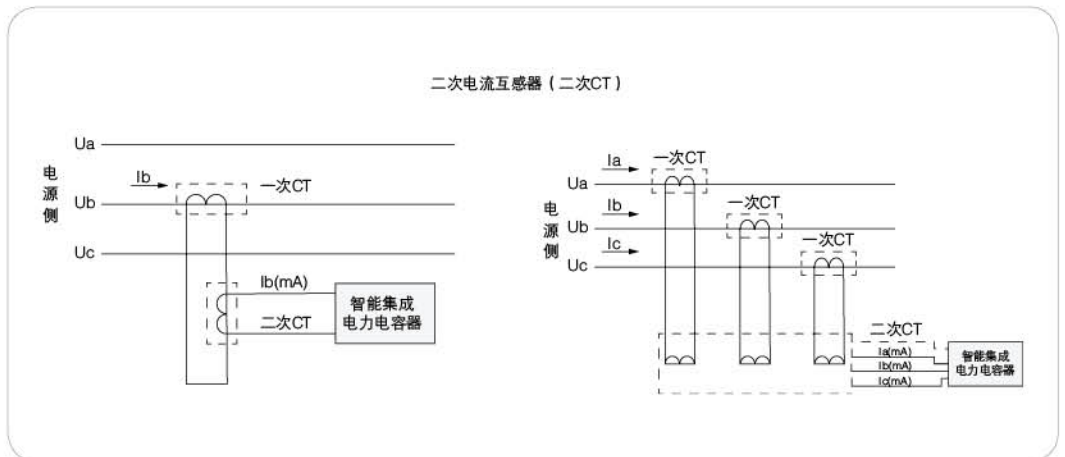 二次电流互感器（二次CT）
Ua
Ib
一次CT
电源侧
Ub
Uc
Ib(mA)
二次CT
智能集成
电力电容器
Ia
一次CT
Ua
Ib
一次CT
电源侧
Ub
Ic
一次CT
Uc
二次CT
Ia(mA)
Ib(mA)
Ic(mA)
智能集成
电力电容器